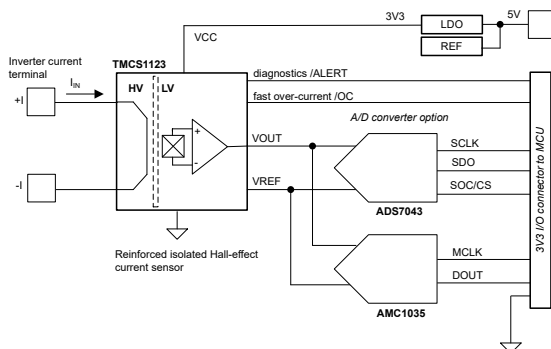 3V3
LDO
5V
REF
VCC
Inverter current
terminal
TMCS1123
IIN
HV
LV
diagnostics /ALERT
fast over-current /OC
+I
A/D converter option
VOUT
SCLK
SDO
VREF
SOC/CS
-I
ADS7043
Reinforced isolated Hall-effect
current sensor
MCLK
DOUT
AMC1035
3V3 I/O connector to MCU
+
-